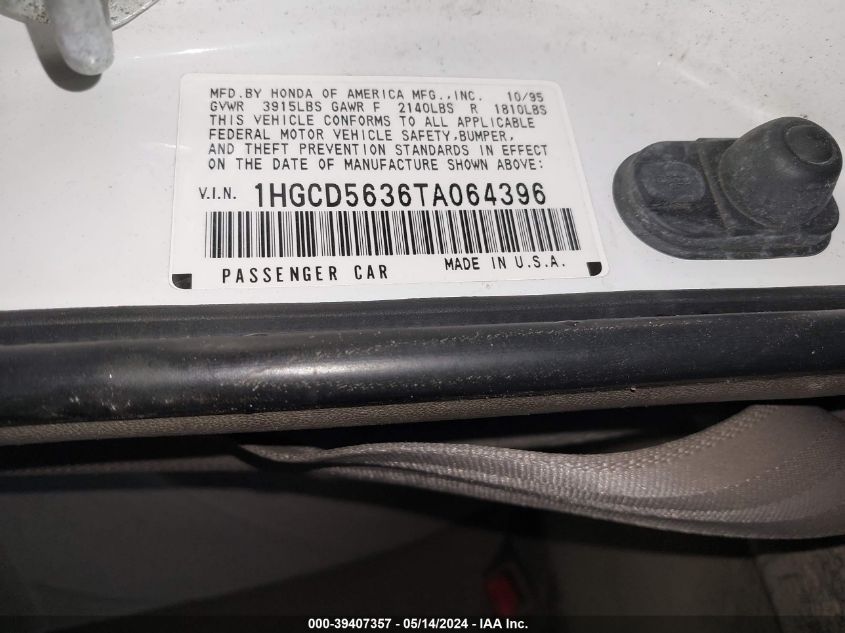 MFD.BY HONDA OF AMERICA MFG.,INC. 10/95
GVWR 3915LBS GAWR F 2140LBS R 1810LBS
THIS VEHICLE CONFORMS TO ALL APPLICABLE
FEDERAL MOTOR VEHICLE SAFETY,BUMPER,
AND THEFT PREVENTION STANDARDS IN EFFECT
ON THE DATE OF MANUFACTURE SHOWN ABOVE:
V.I.N. 1HGCD5636TA064396
PASSENGER CAR MADE IN U.S.A.
000-39407357 - 05/14/2024 - IAA Inc.